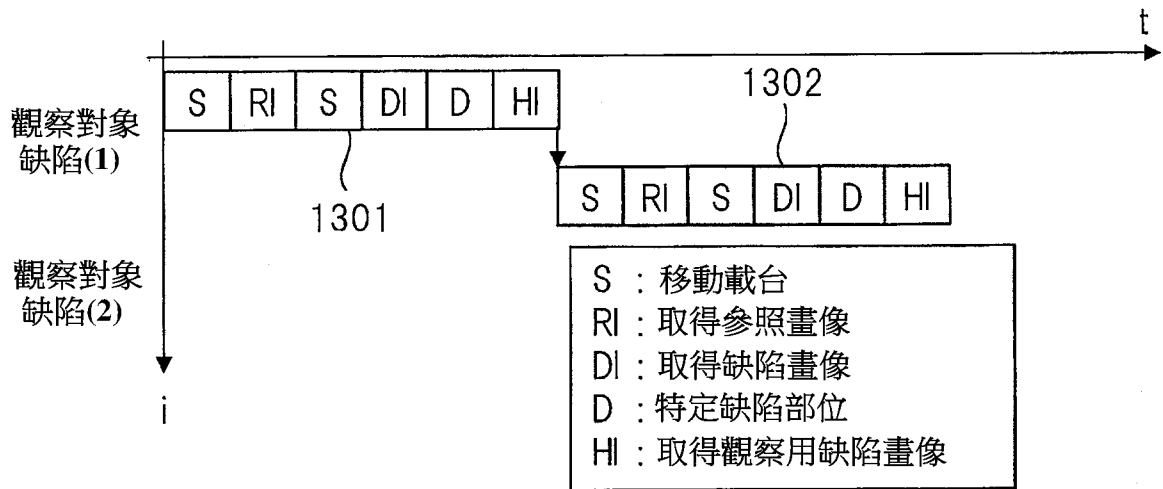 t
觀察對象
缺陷(1)
S RI S DI D HI
1302
1301
S RI S DI D HI
觀察對象
缺陷(2)
i
S：移動載台
RI：取得參照畫像
DI：取得缺陷畫像
D：特定缺陷部位
HI：取得觀察用缺陷畫像